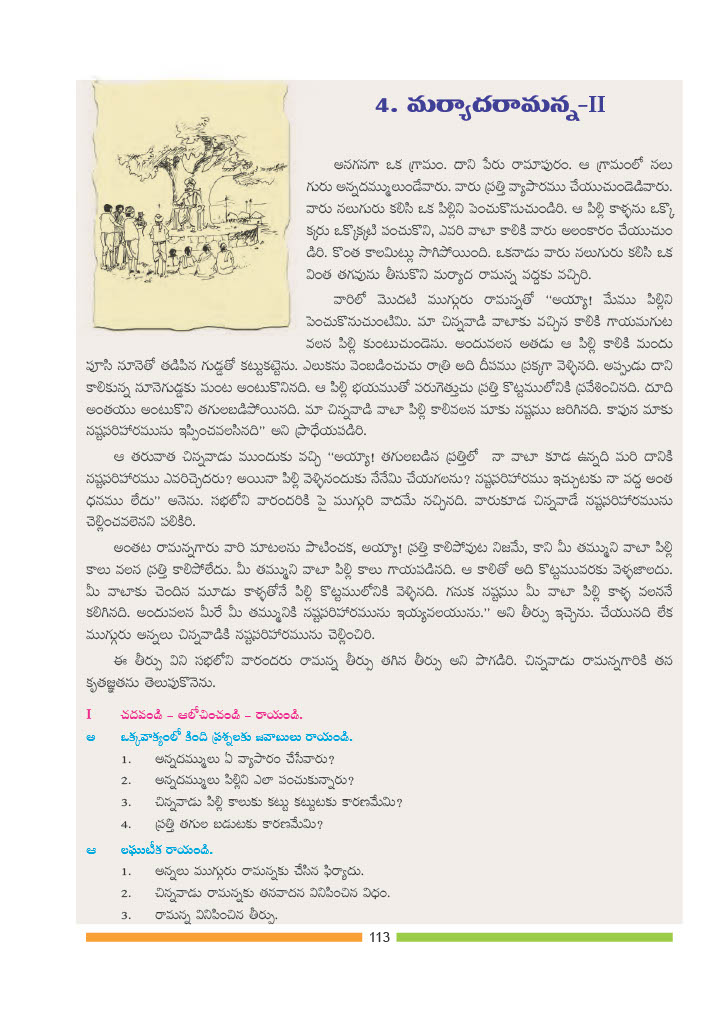 4. మర్యాదరామన్న-II
అనగనగా ఒక గ్రామం. దాని పేరు రామాపురం. ఆ గ్రామంలో నలు
గురు అన్నదమ్ములుండేవారు. వారు ప్రత్తి వ్యాపారము చేయుచుండెడివారు.
వారు నలుగురు కలిసి ఒక పిల్లిని పెంచుకొనుచుండిరి. ఆ పిల్లి కాళ్ళను ఒక్కొ
క్కరు ఒక్కొక్కటి పంచుకొని, ఎవరి వాటా కాలికి వారు అలంకారం చేయుచుం
డిరి. కొంత కాలమిట్లు సాగిపోయింది. ఒకనాడు వారు నలుగురు కలిసి ఒక
వింత తగవును తీసుకొని మర్యాద రామన్న వద్దకు వచ్చిరి.
వారిలో మొదటి ముగ్గురు రామన్నతో “అయ్యా! మేము పిల్లిని
పెంచుకొనుచుంటిమి. మా చిన్నవాడి వాటాకు వచ్చిన కాలికి గాయమగుట
వలన పిల్లి కుంటుచుండెను. అందువలన అతడు ఆ పిల్లి కాలికి మందు
పూసి నూనెతో తడిపిన గుడ్డతో కట్టుకట్టెను. ఎలుకను వెంబడించుచు రాత్రి అది దీపము ప్రక్కగా వెళ్ళినది. అప్పుడు దాని
కాలికున్న నూనెగుడ్డకు మంట అంటుకొనినది. ఆ పిల్లి భయముతో పరుగెత్తుచు ప్రత్తి కొట్టములోనికి ప్రవేశించినది. దూది
అంతయు అంటుకొని తగులబడిపోయినది. మా చిన్నవాడి వాటా పిల్లి కాలివలన మాకు నష్టము జరిగినది. కావున మాకు
నష్టపరిహారమును ఇప్పించవలసినది” అని ప్రాధేయపడిరి.
ఆ తరువాత చిన్నవాడు ముందుకు వచ్చి “అయ్యా! తగులబడిన ప్రత్తిలో నా వాటా కూడ ఉన్నది మరి దానికి
నష్టపరిహారము ఎవరిచ్చెదరు? అయినా పిల్లి వెళ్ళినందుకు నేనేమి చేయగలను? నష్టపరిహారము ఇచ్చుటకు నా వద్ద అంత
ధనము లేదు” అనెను. సభలోని వారందరికి పై ముగ్గురి వాదమే నచ్చినది. వారుకూడ చిన్నవాడే నష్టపరిహారమును
చెల్లించవలెనని పలికిరి.
అంతట రామన్నగారు వారి మాటలను పాటించక, అయ్యా! ప్రత్తి కాలిపోవుట నిజమే, కాని మీ తమ్ముని వాటా పిల్లి
కాలు వలన ప్రత్తి కాలిపోలేదు. మీ తమ్ముని వాటా పిల్లి కాలు గాయపడినది. ఆ కాలితో అది కొట్టమువరకు వెళ్ళజాలదు.
మీ వాటాకు చెందిన మూడు కాళ్ళతోనే పిల్లి కొట్టములోనికి వెళ్ళినది. గనుక నష్టము మీ వాటా పిల్లి కాళ్ళ వలననే
కలిగినది. అందువలన మీరే మీ తమ్మునికి నష్టపరిహారమును ఇయ్యవలయును.” అని తీర్పు ఇచ్చెను. చేయునది లేక
ముగ్గురు అన్నలు చిన్నవాడికి నష్టపరిహారమును చెల్లించిరి.
ఈ తీర్పు విని సభలోని వారందరు రామన్న తీర్పు తగిన తీర్పు అని పొగడిరి. చిన్నవాడు రామన్నగారికి తన
కృతజ్ఞతను తెలుపుకొనెను.
I చదవండి – ఆలోచించండి – రాయండి.
అ ఒక్కవాక్యంలో కింది ప్రశ్నలకు జవాబులు రాయండి.
1. అన్నదమ్ములు ఏ వ్యాపారం చేసేవారు?
2. అన్నదమ్ములు పిల్లిని ఎలా పంచుకున్నారు?
3. చిన్నవాడు పిల్లి కాలుకు కట్టు కట్టుటకు కారణమేమి?
4. ప్రత్తి తగుల బడుటకు కారణమేమి?
ఆ లఘుటీక రాయండి.
1. అన్నలు ముగ్గురు రామన్నకు చేసిన ఫిర్యాదు.
2. చిన్నవాడు రామన్నకు తనవాదన వినిపించిన విధం.
3. రామన్న వినిపించిన తీర్పు.
113